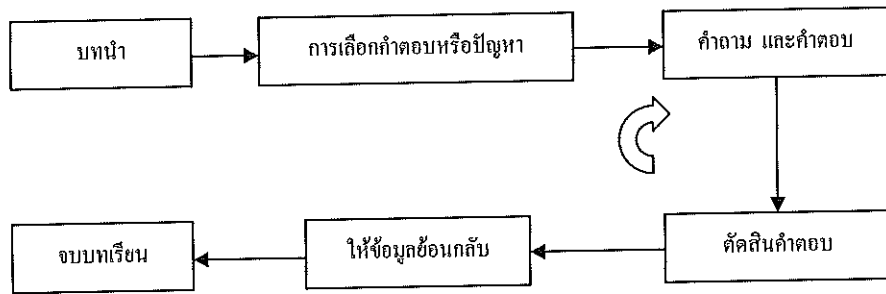 บทนำ
การเลือกคำตอบหรือปัญหา
คำถาม และคำตอบ
ตัดสินคำตอบ
ให้ข้อมูลย้อนกลับ
จบบทเรียน